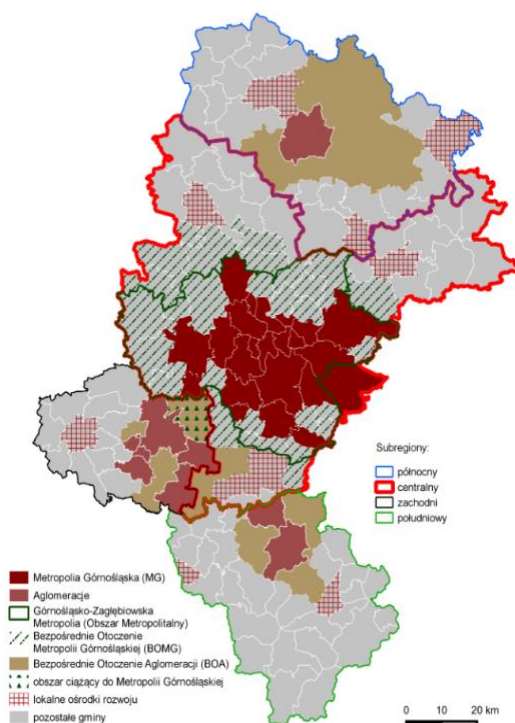 Subregiony:
północny
centralny
zachodni
południowy
Metropolia Górnośląska (MG)
Aglomeracje
Górnośląsko-Zagłębiowska
Metropolia (Obszar Metropolitalny)
Bezpośrednie Otoczenie
Metropolii Górnośląskiej (BOMG)
Bezpośrednie Otoczenie Aglomeracji (BOA)
obszar ciążący do Metropolii Górnośląskiej
lokalne ośrodki rozwoju
pozostałe gminy
0 10 20 km